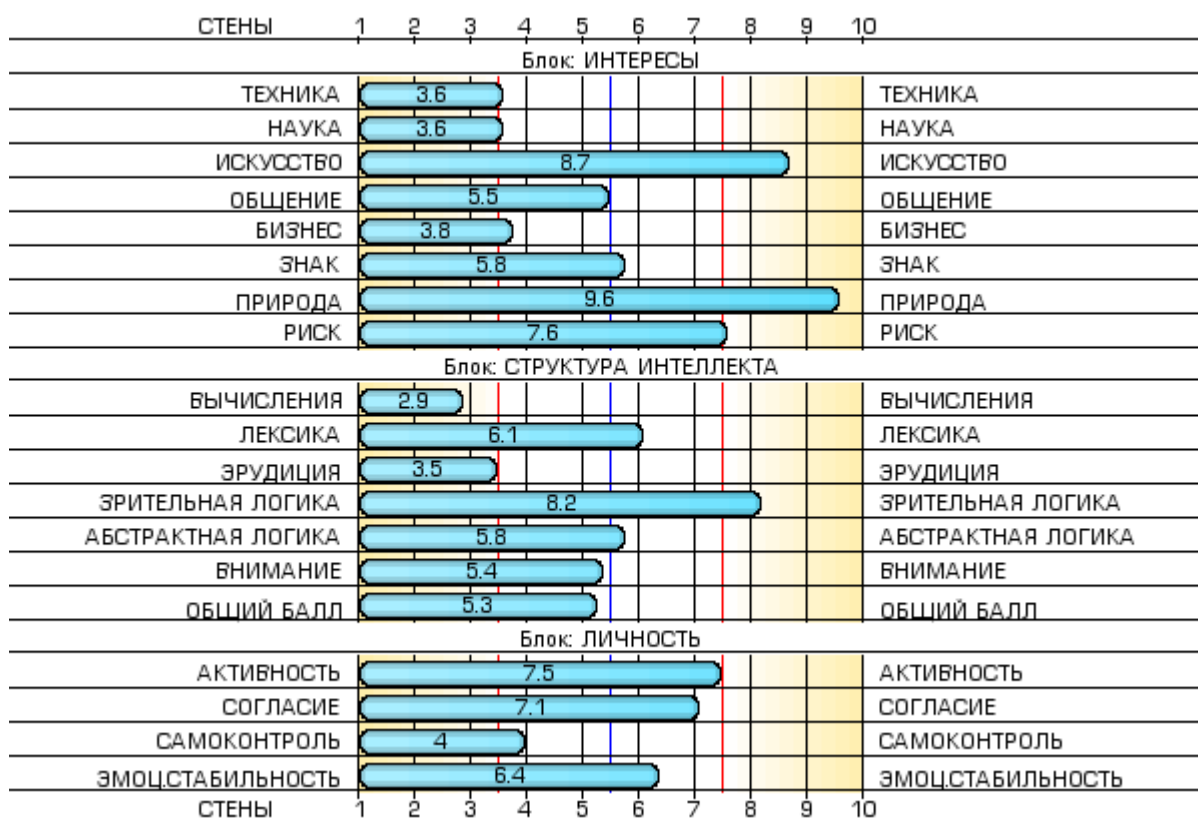 СТЕНЫ 1 2 3 4 5 6 7 8 9 10
Блок: ИНТЕРЕСЫ
ТЕХНИКА 3.6 ТЕХНИКА
НАУКА 3.6 НАУКА
ИСКУССТВО 8.7 ИСКУССТВО
ОБЩЕНИЕ 5.5 ОБЩЕНИЕ
БИЗНЕС 3.8 БИЗНЕС
ЗНАК 5.8 ЗНАК
ПРИРОДА 9.6 ПРИРОДА
РИСК 7.6 РИСК
Блок: СТРУКТУРА ИНТЕЛЛЕКТА
ВЫЧИСЛЕНИЯ 2.9 ВЫЧИСЛЕНИЯ
ЛЕКСИКА 6.1 ЛЕКСИКА
ЭРУДИЦИЯ 3.5 ЭРУДИЦИЯ
ЗРИТЕЛЬНАЯ ЛОГИКА 8.2 ЗРИТЕЛЬНАЯ ЛОГИКА
АБСТРАКТНАЯ ЛОГИКА 5.8 АБСТРАКТНАЯ ЛОГИКА
ВНИМАНИЕ 5.4 ВНИМАНИЕ
ОБЩИЙ БАЛЛ 5.3 ОБЩИЙ БАЛЛ
Блок: ЛИЧНОСТЬ
АКТИВНОСТЬ 7.5 АКТИВНОСТЬ
СОГЛАСИЕ 7.1 СОГЛАСИЕ
САМОКОНТРОЛЬ 4 САМОКОНТРОЛЬ
ЭМОЦ.СТАБИЛЬНОСТЬ 6.4 ЭМОЦ.СТАБИЛЬНОСТЬ
СТЕНЫ 1 2 3 4 5 6 7 8 9 10